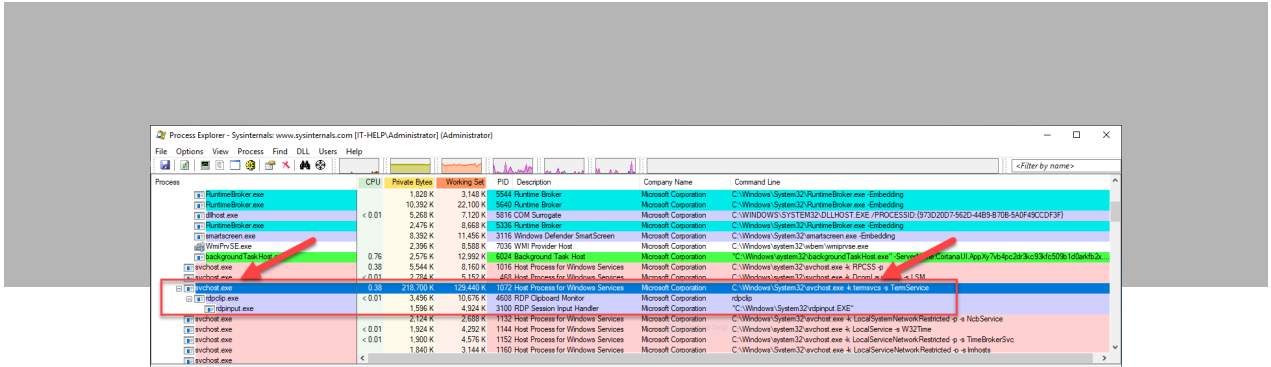 Process Explorer - Sysinternals: www.sysinternals.com [IT-HELP\Administrator] (Administrator)
File Options View Process Find DLL Users Help
<Filter by name>
Process CPU Private Bytes Working Set PID Description Company Name Command Line
RuntimeBroker.exe 1,828 K 3,148 K 5544 Runtime Broker Microsoft Corporation C:\Windows\System32\RuntimeBroker.exe -Embedding
RuntimeBroker.exe 10,392 K 22,100 K 5640 Runtime Broker Microsoft Corporation C:\Windows\System32\RuntimeBroker.exe -Embedding
dllhost.exe < 0.01 5,268 K 7,120 K 5816 COM Surrogate Microsoft Corporation C:\WINDOWS\SYSTEM32\DLLHOST.EXE /PROCESSID:{973D20D7-562D-44B9-B70B-5A0F49CCDF3F}
RuntimeBroker.exe 2,476 K 8,668 K 5336 Runtime Broker Microsoft Corporation C:\Windows\System32\RuntimeBroker.exe -Embedding
smartscreen.exe 8,392 K 11,456 K 3116 Windows Defender SmartScreen Microsoft Corporation C:\Windows\System32\smartscreen.exe -Embedding
WmiPrvSE.exe 2,396 K 8,588 K 7036 WMI Provider Host Microsoft Corporation C:\Windows\system32\wbem\wmiprvse.exe
backgroundTaskHost 0.76 2,576 K 12,992 K 6024 Background Task Host Microsoft Corporation "C:\Windows\system32\backgroundTaskHost.exe"
svchost.exe 0.38 5,544 K 8,160 K 1016 Host Process for Windows Services Microsoft Corporation C:\Windows\system32\svchost.exe -k RPCSS -p
svchost.exe < 0.01 2,784 K 5,152 K 468 Host Process for Windows Services Microsoft Corporation C:\Windows\system32\svchost.exe -k -s LSM
svchost.exe 0.38 218,700 K 129,440 K 1072 Host Process for Windows Services Microsoft Corporation C:\Windows\System32\svchost.exe -k termsvcs -s TermService
rdpclip.exe < 0.01 3,496 K 10,676 K 4608 RDP Clipboard Monitor Microsoft Corporation rdpclip
rdpinput.exe 1,596 K 4,924 K 3100 RDP Session Input Handler Microsoft Corporation "C:\Windows\System32\rdpinput.EXE"
svchost.exe 2,124 K 2,688 K 1132 Host Process for Windows Services Microsoft Corporation C:\Windows\system32\svchost.exe -k LocalSystemNetworkRestricted -p -s NcbService
svchost.exe < 0.01 1,924 K 4,292 K 1144 Host Process for Windows Services Microsoft Corporation C:\Windows\system32\svchost.exe -k LocalService -s W32Time
svchost.exe < 0.01 1,900 K 4,576 K 1152 Host Process for Windows Services Microsoft Corporation C:\Windows\system32\svchost.exe -k LocalServiceNetworkRestricted -p -s TimeBrokerSvc
svchost.exe 1,840 K 3,144 K 1160 Host Process for Windows Services Microsoft Corporation C:\Windows\system32\svchost.exe -k LocalServiceNetworkRestricted -p -s lmhosts
svchost.exe